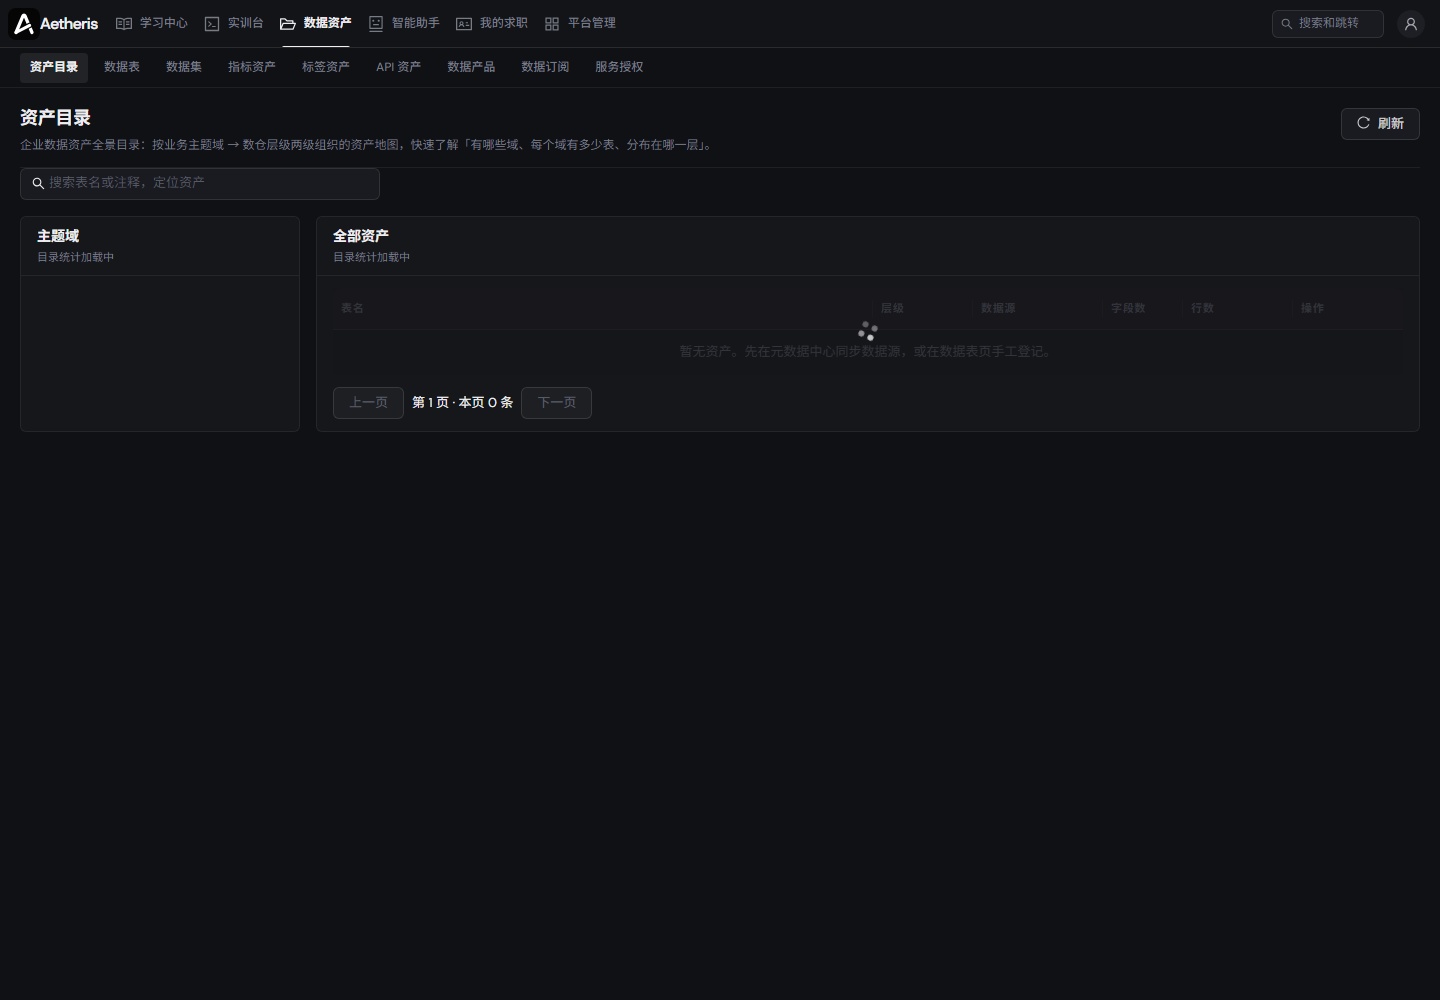 Aetheris 学习中心 实训台 数据资产 智能助手 我的求职 平台管理 搜索和跳转
资产目录 数据表 数据集 指标资产 标签资产 API 资产 数据产品 数据订阅 服务授权
资产目录
刷新
企业数据资产全景目录：按业务主题域 → 数仓层级两级组织的资产地图，快速了解「有哪些域、每个域有多少表、分布在哪一层」。
搜索表名或注释，定位资产
主题域
目录统计加载中
全部资产
目录统计加载中
表名 层级 数据源 字段数 行数 操作
暂无资产。先在元数据中心同步数据源，或在数据表页手工登记。
上一页 第 1 页 · 本页 0 条 下一页